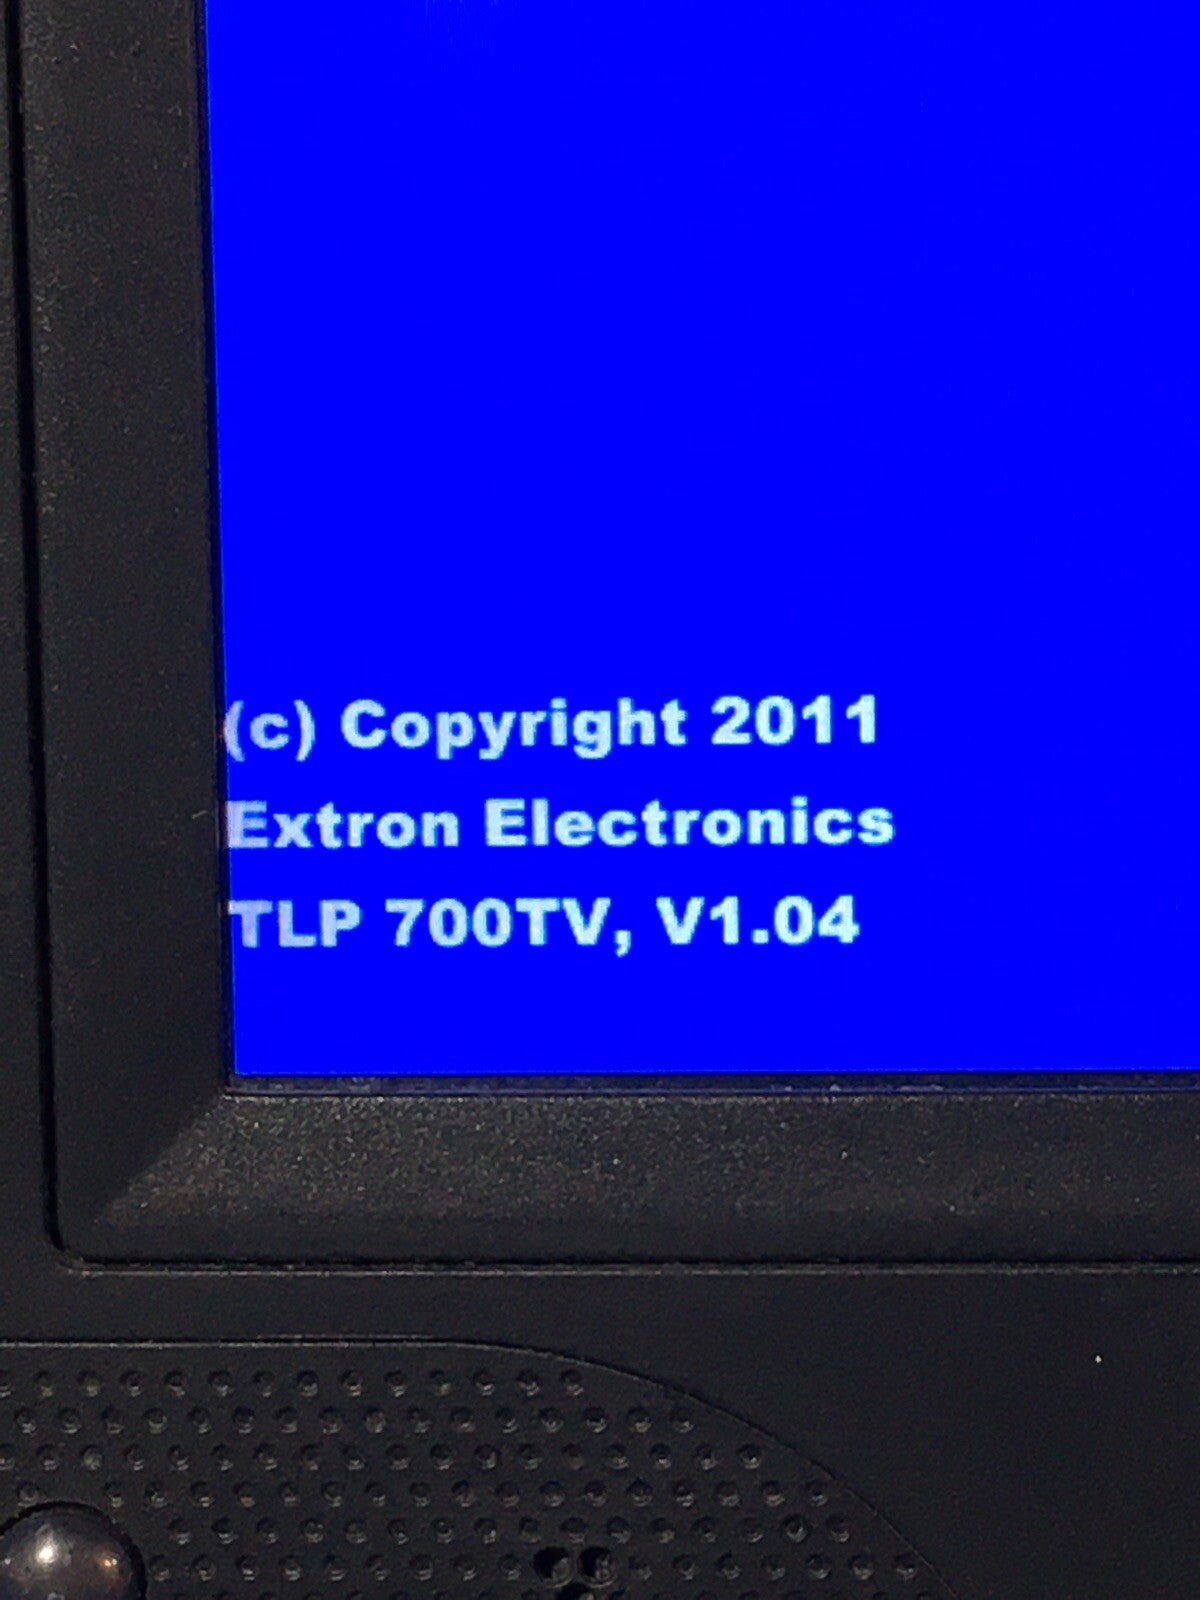 (c) Copyright 2011
Extron Electronics
TLP 700TV, V1.04